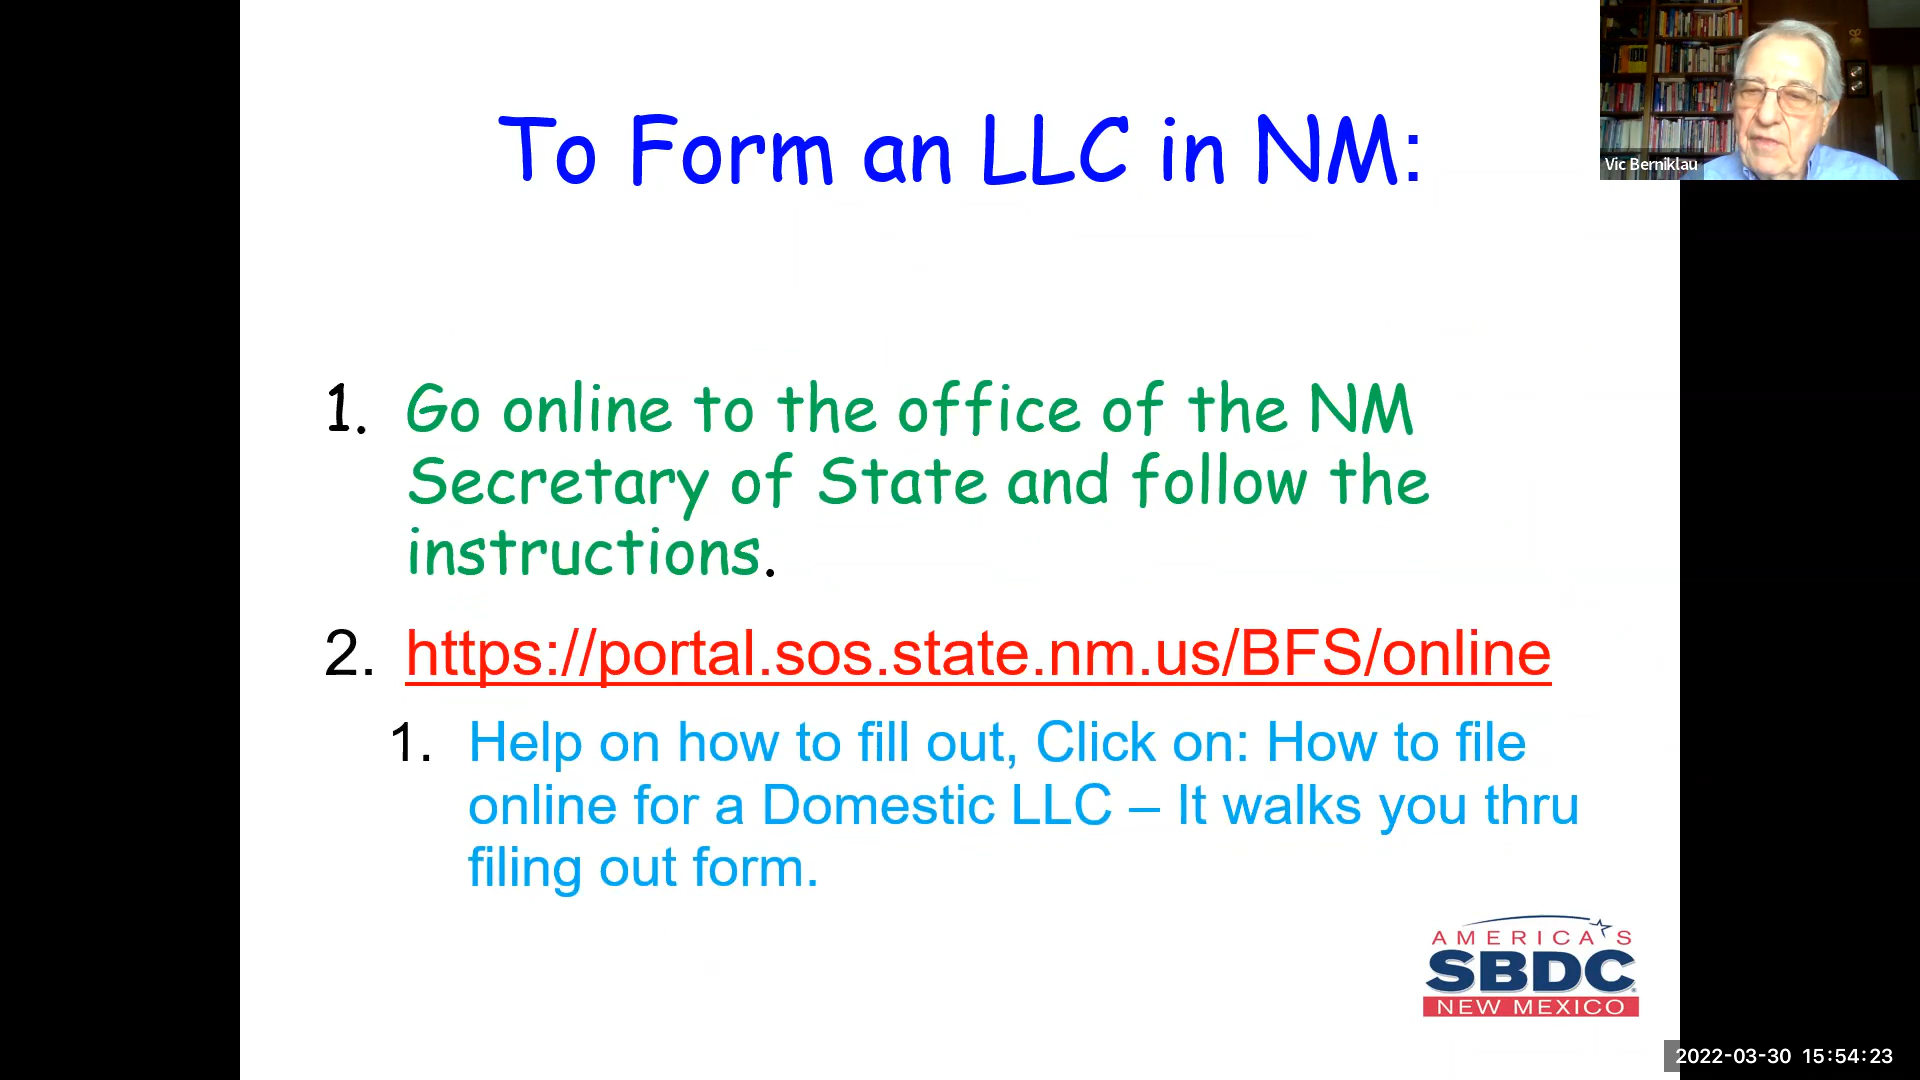 To Form an LLC in NM:
Vic Berniklau
1. Go online to the office of the NM
Secretary of State and follow the
instructions.
2. https://portal.sos.state.nm.us/BFS/online
1. Help on how to fill out, Click on: How to file
online for a Domestic LLC – It walks you thru
filing out form.
AMERICA'S
SBDC
NEW MEXICO
2022-03-30 15:54:23